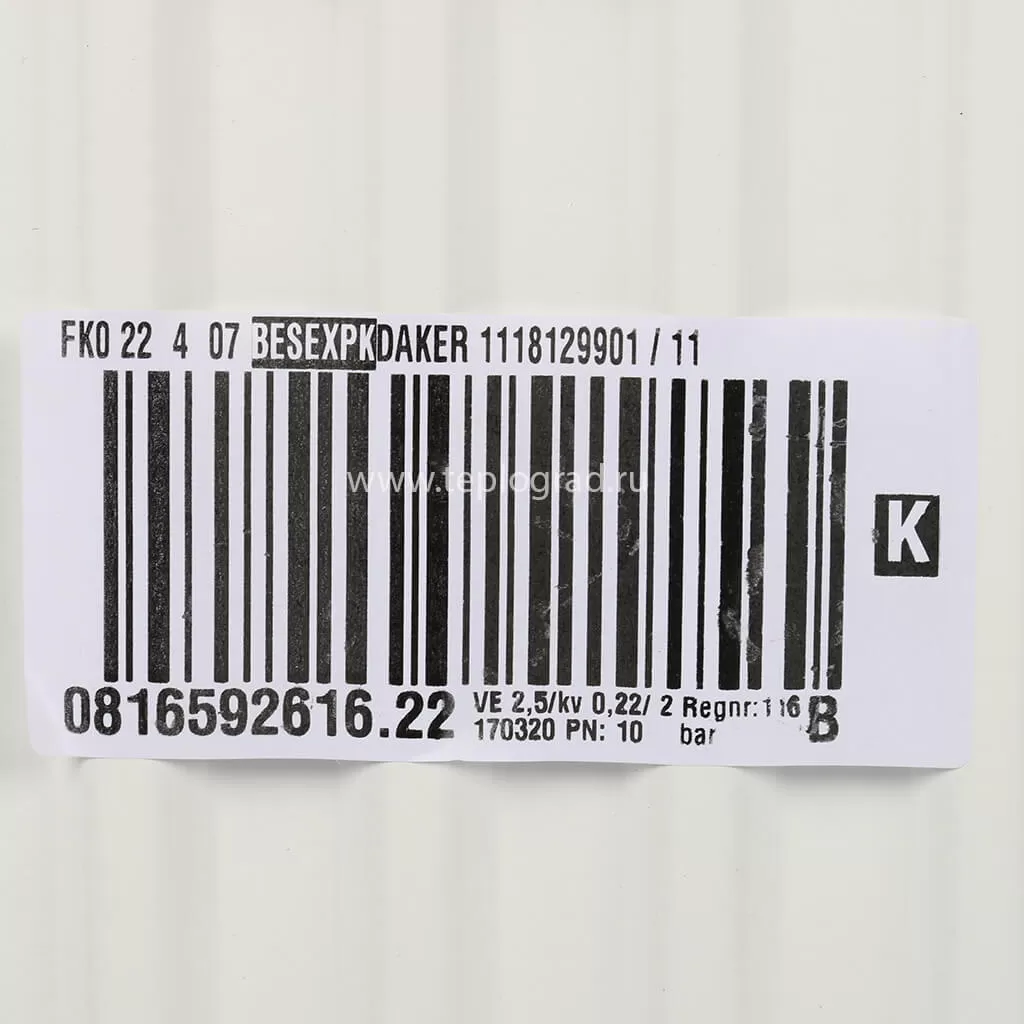 FKO 22 4 07 BESEXPKDAKER 1118129901 / 11
www.teplograd.ru
K
0816592616.22
VE 2,5/kv 0,22/ 2 Regnr:
170320 PN: 10 bar
B